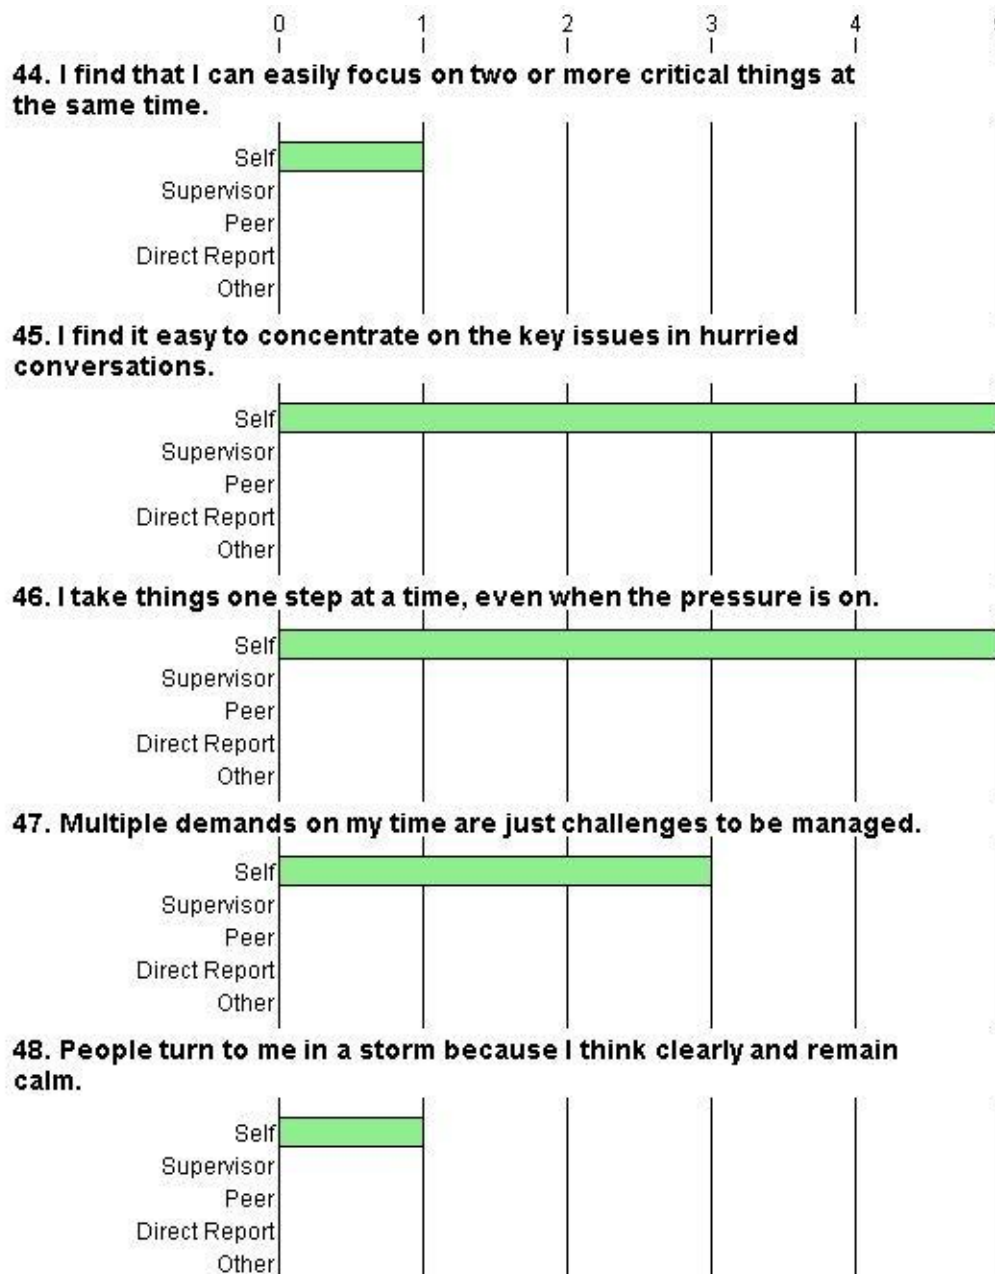 0 1 2 3 4
44. I find that I can easily focus on two or more critical things at
the same time.
Self
Supervisor
Peer
Direct Report
Other
45. I find it easy to concentrate on the key issues in hurried
conversations.
Self
Supervisor
Peer
Direct Report
Other
46. I take things one step at a time, even when the pressure is on.
Self
Supervisor
Peer
Direct Report
Other
47. Multiple demands on my time are just challenges to be managed.
Self
Supervisor
Peer
Direct Report
Other
48. People turn to me in a storm because I think clearly and remain
calm.
Self
Supervisor
Peer
Direct Report
Other